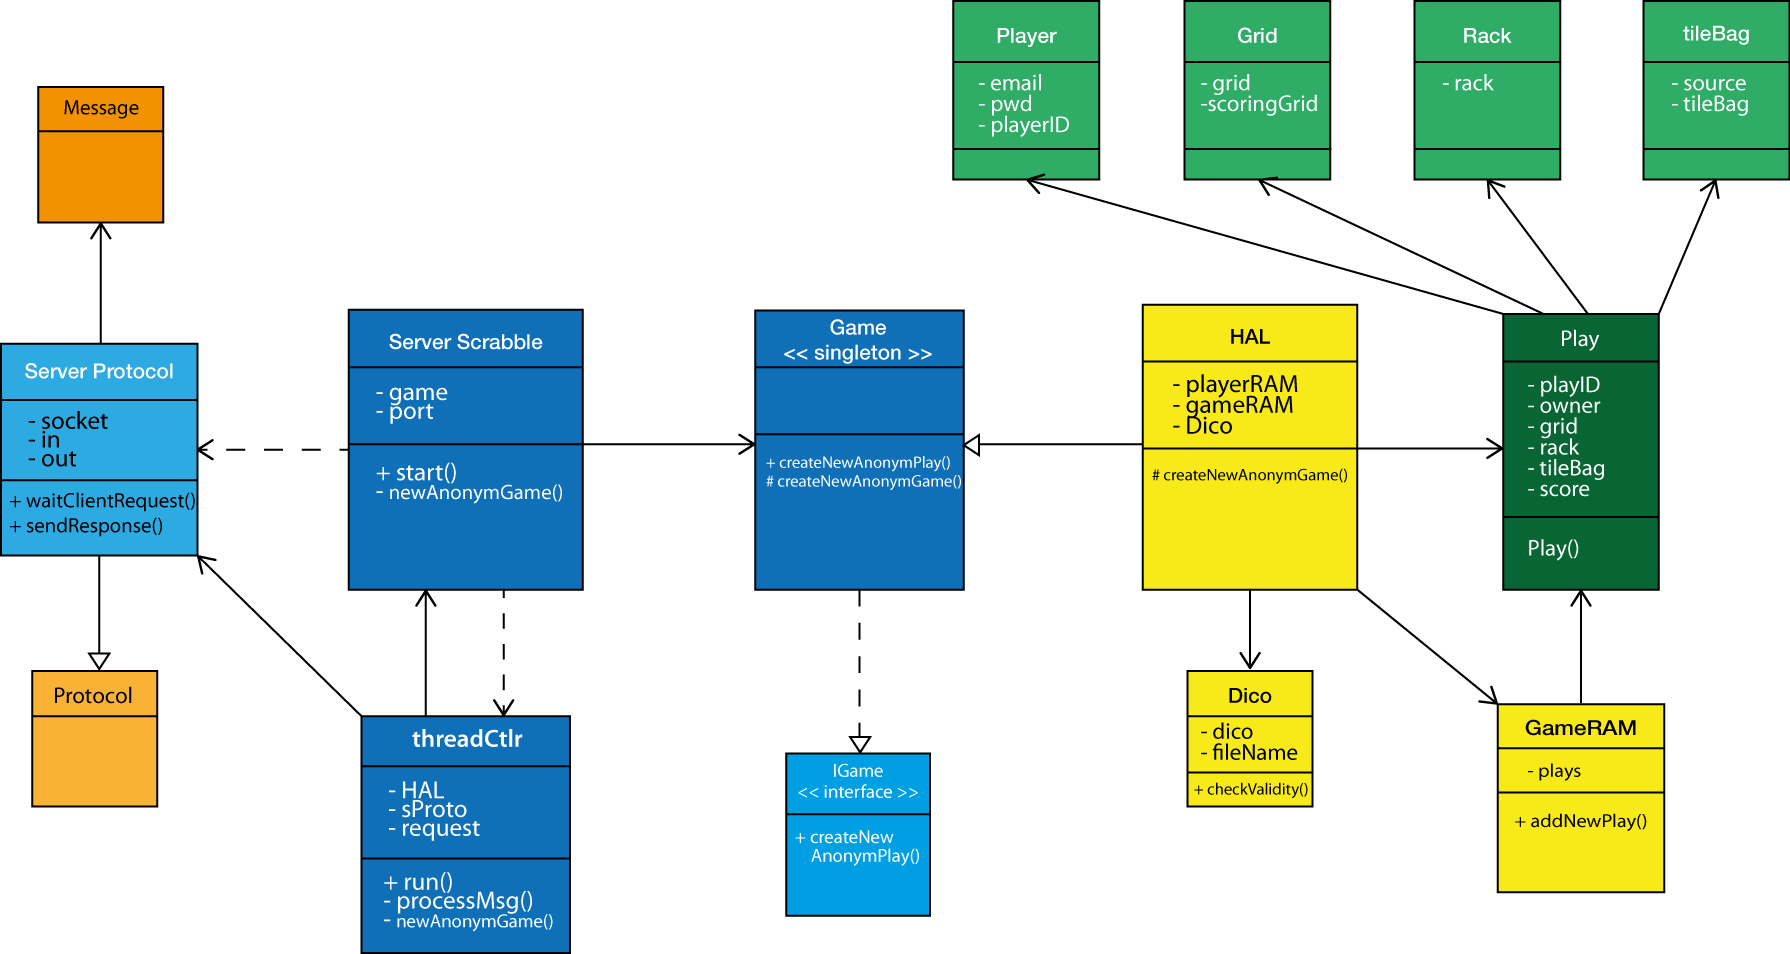 Player
- email
- pwd
- playerID
Grid
- grid
-scoringGrid
Rack
- rack
tileBag
- source
- tileBag
Message
Server Protocol
- socket
- in
- out
+ waitClientRequest()
+ sendResponse()
Server Scrabble
- game
- port
+ start()
- newAnonymGame()
Game
<< singleton >>
+ createNewAnonymPlay()
# createNewAnonymGame()
HAL
- playerRAM
- gameRAM
- Dico
# createNewAnonymGame()
Play
- playID
- owner
- grid
- rack
- tileBag
- score
Play()
Protocol
threadCtlr
- HAL
- sProto
- request
+ run()
- processMsg()
- newAnonymGame()
IGame
<< interface >>
+ createNew
AnonymPlay()
Dico
- dico
- fileName
+ checkValidity()
GameRAM
- plays
+ addNewPlay()